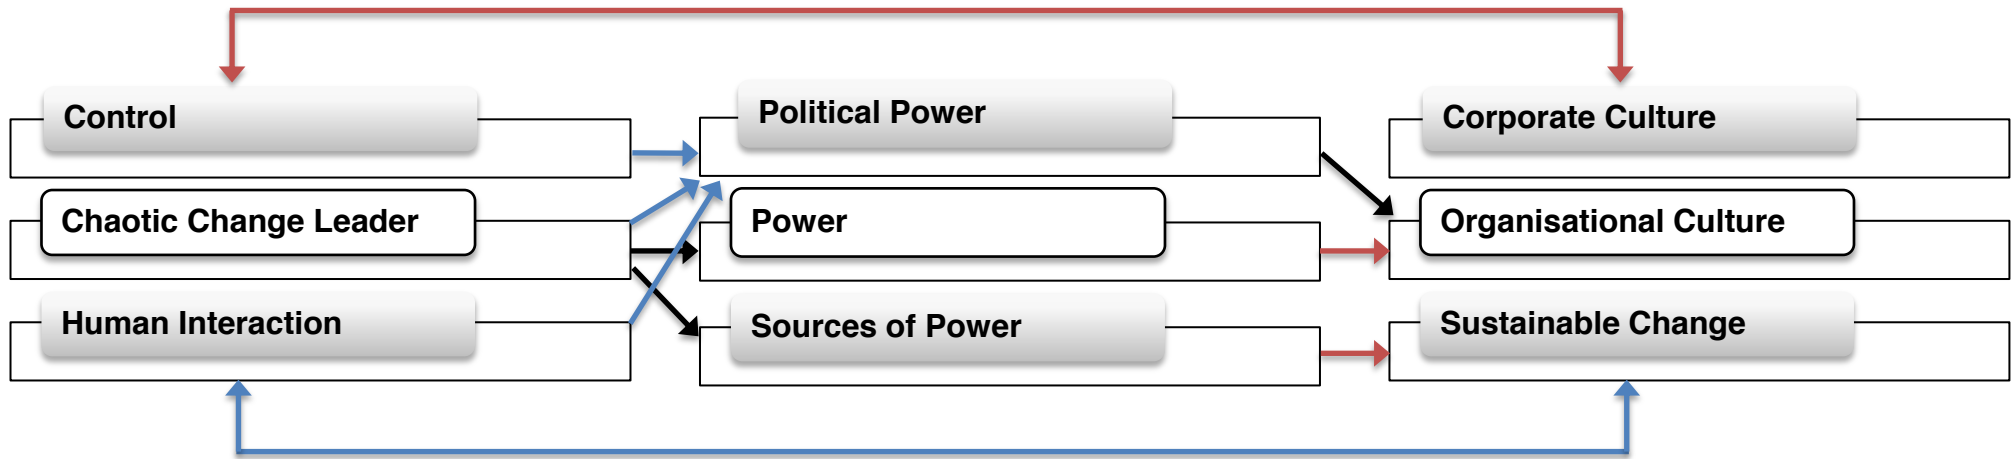 Control
Political Power
Corporate Culture
Chaotic Change Leader
Power
Organisational Culture
Human Interaction
Sources of Power
Sustainable Change